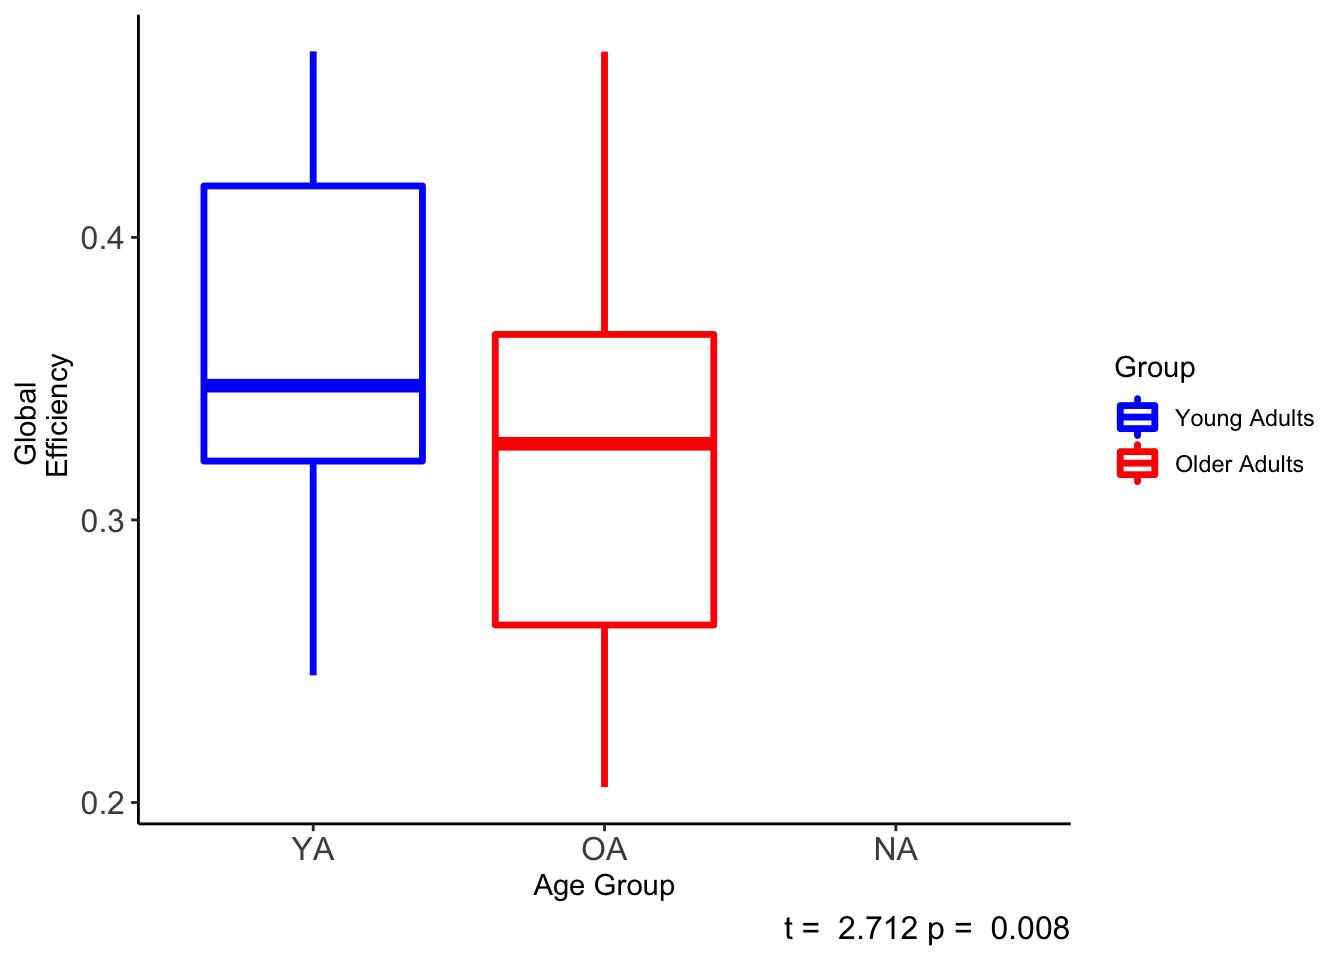 Global
Efficiency
0.4
0.3
0.2
YA OA NA
Age Group
t =  2.712 p =  0.008
Group
Young Adults
Older Adults